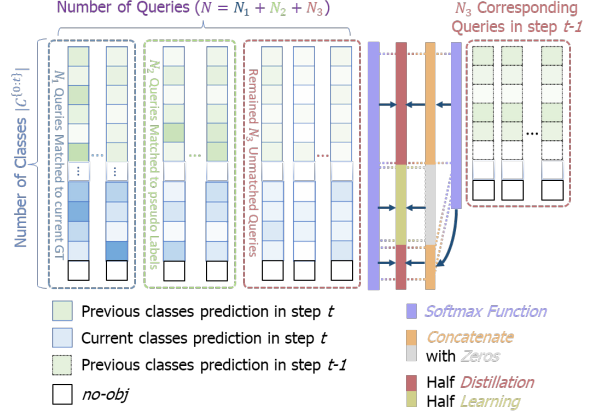 Number of Queries (N = N₁ + N₂ + N₃)
N₃ Corresponding
Queries in step t-1
Number of Classes |C^{0:t}|
N₁ Queries Matched to current GT
N₂ Queries Matched to pseudo Labels
Remained N₃ Unmatched Queries
...
...
...
...
...
...
Previous classes prediction in step t
Current classes prediction in step t
Previous classes prediction in step t-1
no-obj
Softmax Function
Concatenate
with Zeros
Half Distillation
Half Learning